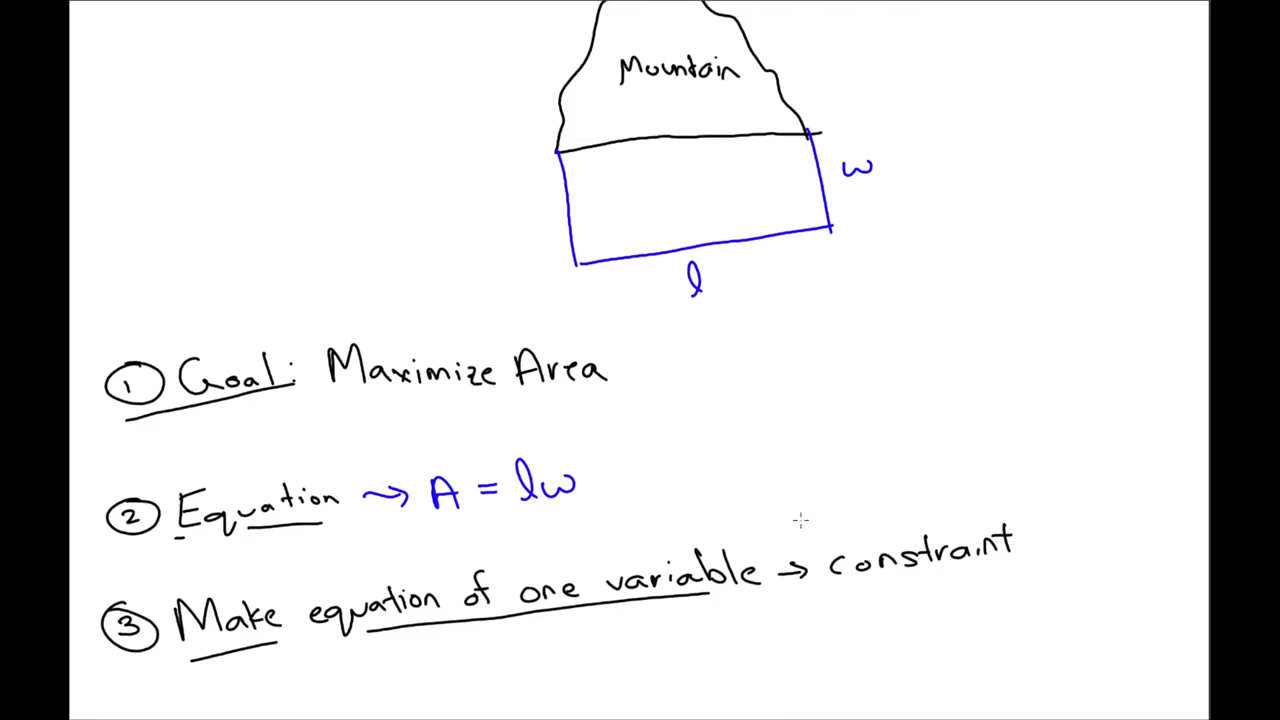 Mountain
w
l
① Goal: Maximize Area
② Equation → A = lw
③ Make equation of one variable → constraint